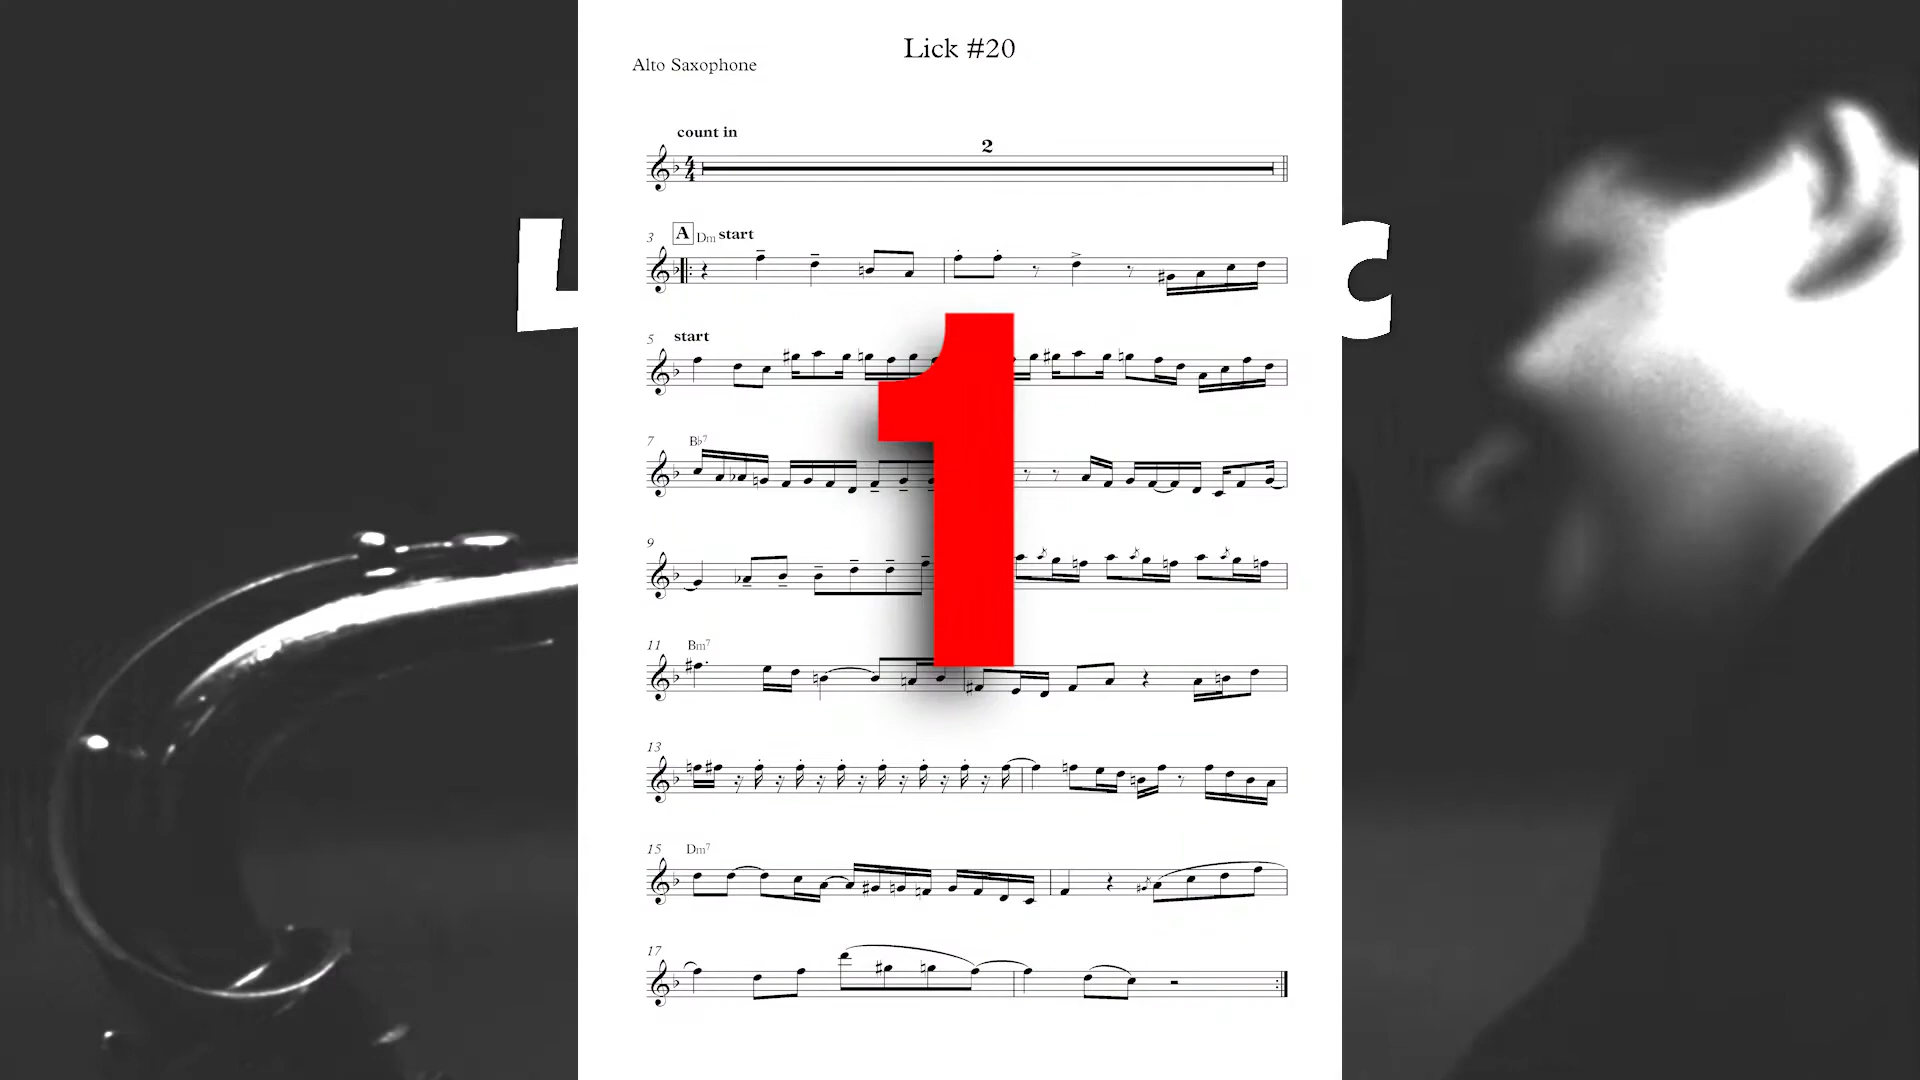 Lick #20
Alto Saxophone
count in
2
3 A Dm start
5 start
7 B♭7
9
11 Bm7
13
15 Dm7
17
1
L
C